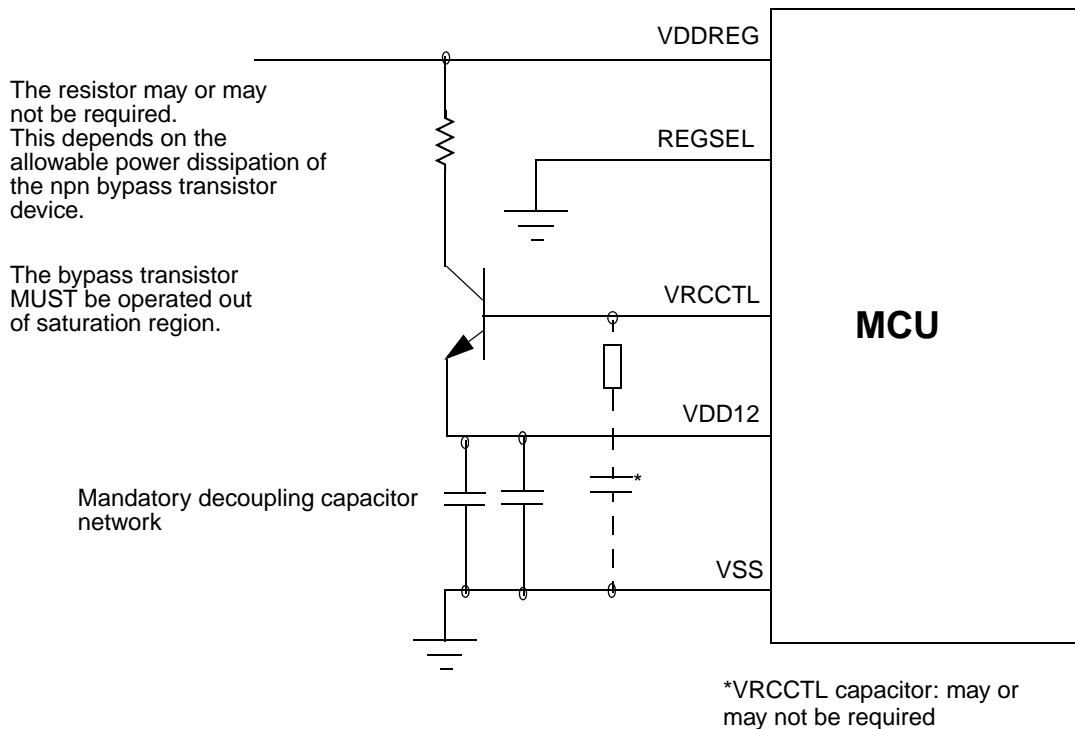 VDDREG
The resistor may or may
not be required.
This depends on the
allowable power dissipation of
the npn bypass transistor
device.
REGSEL
The bypass transistor
MUST be operated out
of saturation region.
VRCCTL
MCU
VDD12
*
Mandatory decoupling capacitor
network
VSS
*VRCCTL capacitor: may or
may not be required